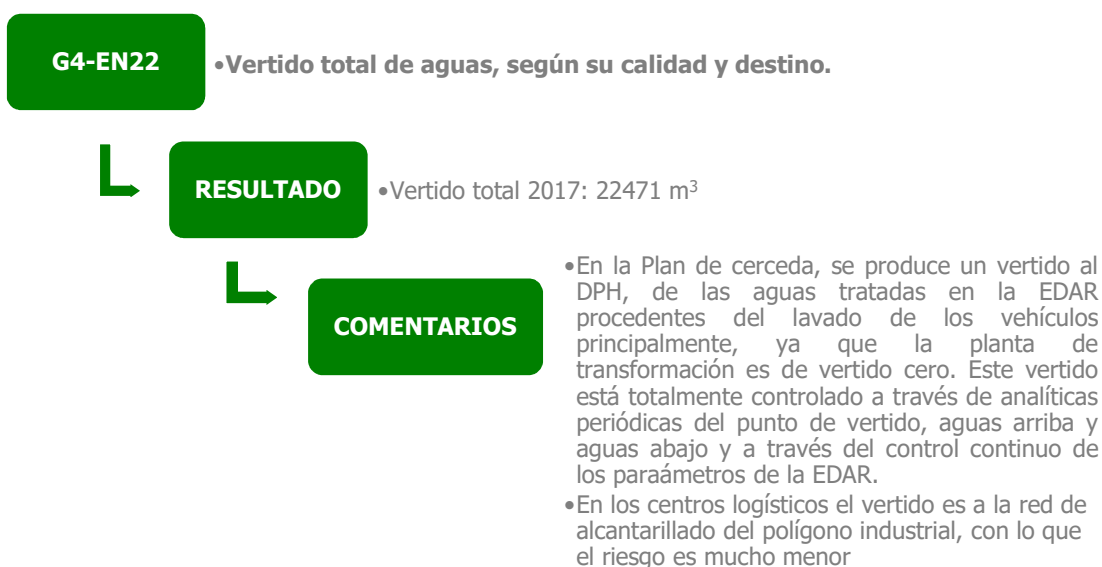 G4-EN22
•Vertido total de aguas, según su calidad y destino.
RESULTADO
•Vertido total 2017: 22471 m³
COMENTARIOS
•En la Plan de cerceda, se produce un vertido al
DPH, de las aguas tratadas en la EDAR
procedentes del lavado de los vehículos
principalmente, ya que la planta de
transformación es de vertido cero. Este vertido
está totalmente controlado a través de analíticas
periódicas del punto de vertido, aguas arriba y
aguas abajo y a través del control continuo de
los paraámetros de la EDAR.
•En los centros logísticos el vertido es a la red de
alcantarillado del polígono industrial, con lo que
el riesgo es mucho menor